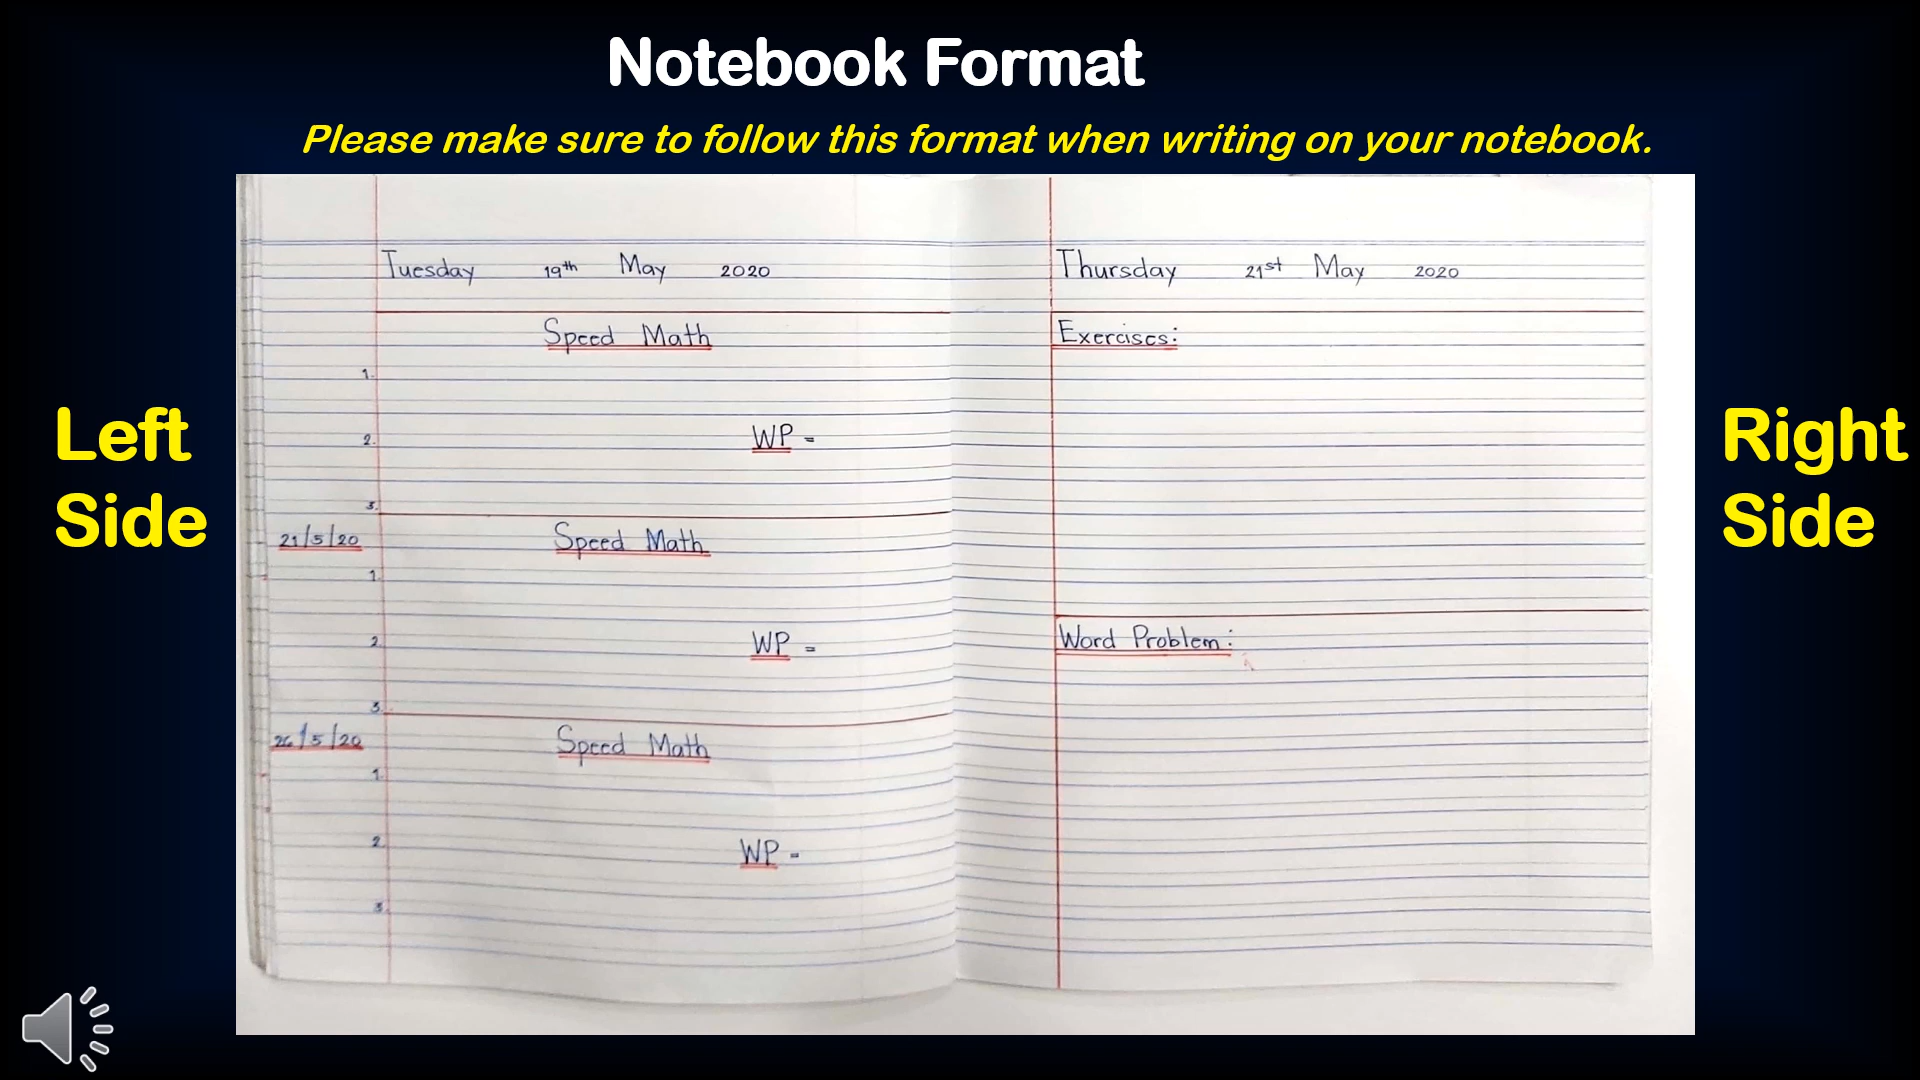 Notebook Format
Please make sure to follow this format when writing on your notebook.
Left
Side
Tuesday 19th May 2020
Speed Math
1.
2.
WP =
3.
21/5/20
Speed Math
1.
2.
WP =
3.
26/5/20
Speed Math
1.
2.
WP =
3.
Thursday 21st May 2020
Exercises:
Word Problem:
Right
Side